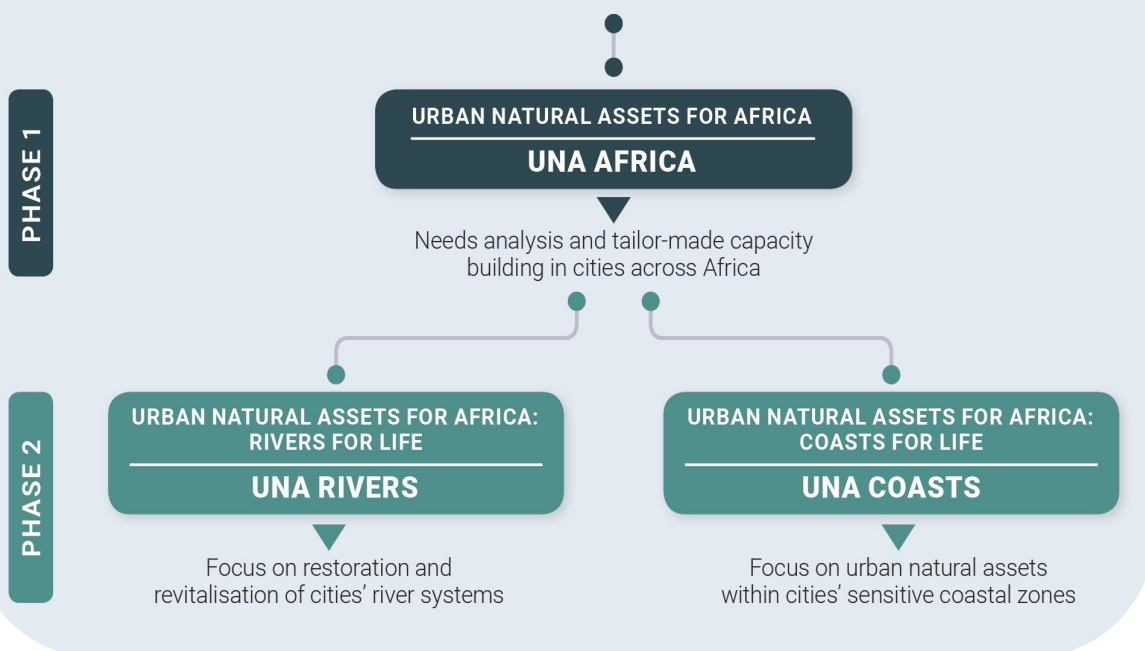 PHASE 1
URBAN NATURAL ASSETS FOR AFRICA
UNA AFRICA
Needs analysis and tailor-made capacity
building in cities across Africa
PHASE 2
URBAN NATURAL ASSETS FOR AFRICA:
RIVERS FOR LIFE
UNA RIVERS
Focus on restoration and
revitalisation of cities’ river systems
URBAN NATURAL ASSETS FOR AFRICA:
COASTS FOR LIFE
UNA COASTS
Focus on urban natural assets
within cities’ sensitive coastal zones